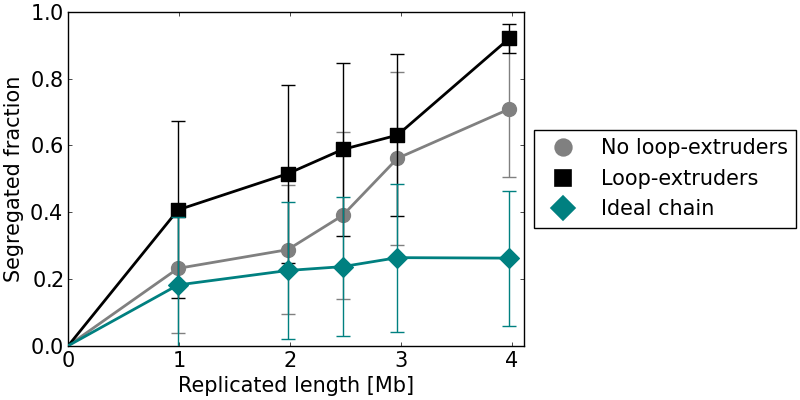 1.0
0.8
0.6
0.4
0.2
0.0
Segregated fraction
0 1 2 3 4
Replicated length [Mb]
No loop-extruders
Loop-extruders
Ideal chain